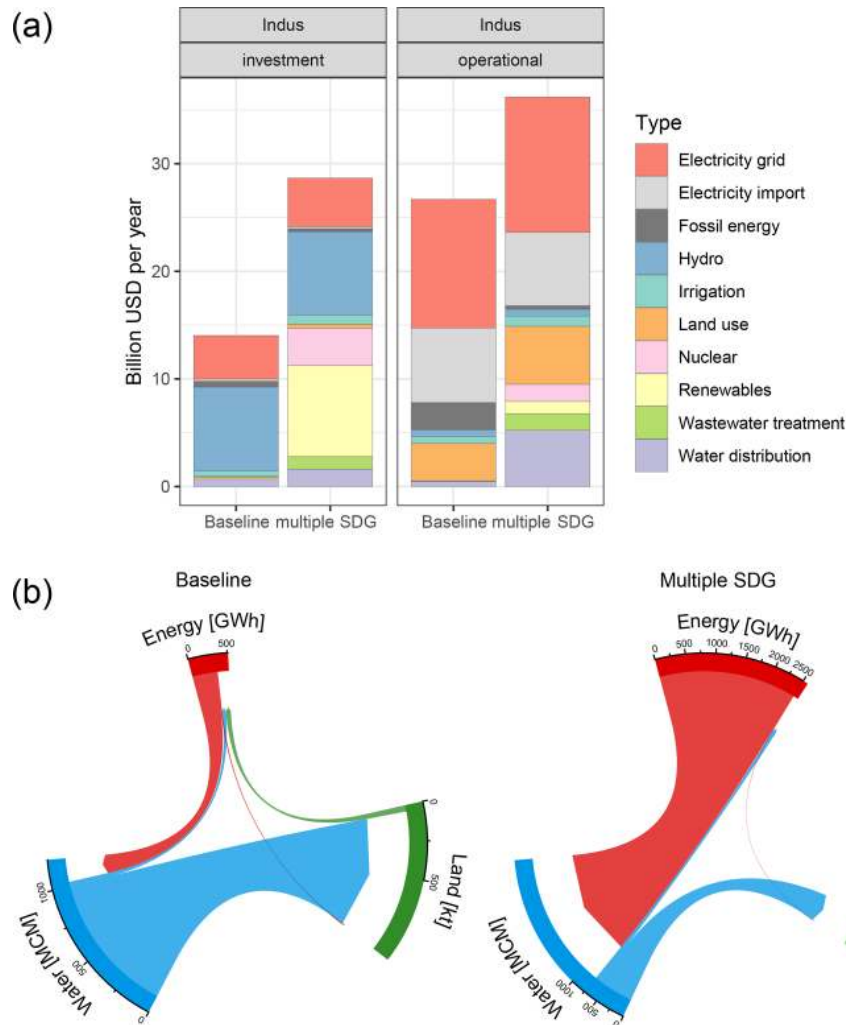 (a)
Indus
Indus
investment
operational
Billion USD per year
30
20
10
0
Baseline multiple SDG
Baseline multiple SDG
Type
Electricity grid
Electricity import
Fossil energy
Hydro
Irrigation
Land use
Nuclear
Renewables
Wastewater treatment
Water distribution
(b)
Baseline
Multiple SDG
Energy [GWh]
0
500
Land [kt]
0
500
Water [MCM]
1000
500
0
Energy [GWh]
0
500
1000
1500
2000
2500
Water [MCM]
1000
500
0